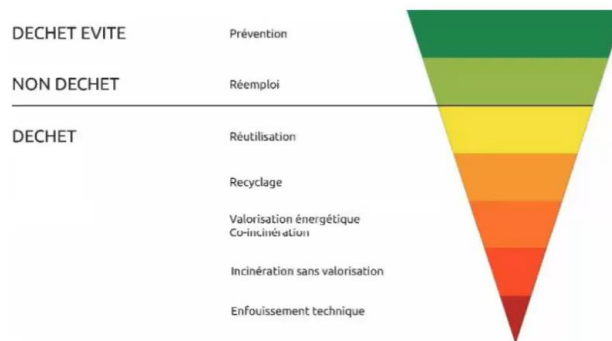 DECHET EVITE Prévention
NON DECHET Réemploi
DECHET Réutilisation
Recyclage
Valorisation énergétique
Co-incinération
Incinération sans valorisation
Enfouissement technique